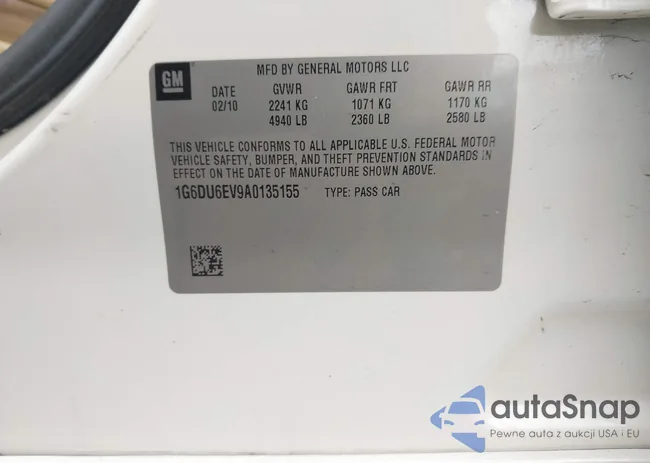 GM
MFD BY GENERAL MOTORS LLC
DATE GVWR GAWR FRT GAWR RR
02/10 2241 KG 1071 KG 1170 KG
4940 LB 2360 LB 2580 LB
THIS VEHICLE CONFORMS TO ALL APPLICABLE U.S. FEDERAL MOTOR
VEHICLE SAFETY, BUMPER, AND THEFT PREVENTION STANDARDS IN
EFFECT ON THE DATE OF MANUFACTURE SHOWN ABOVE.
1G6DU6EV9A0135155 TYPE: PASS CAR
autaSnap
Pewne auta z aukcji USA i EU